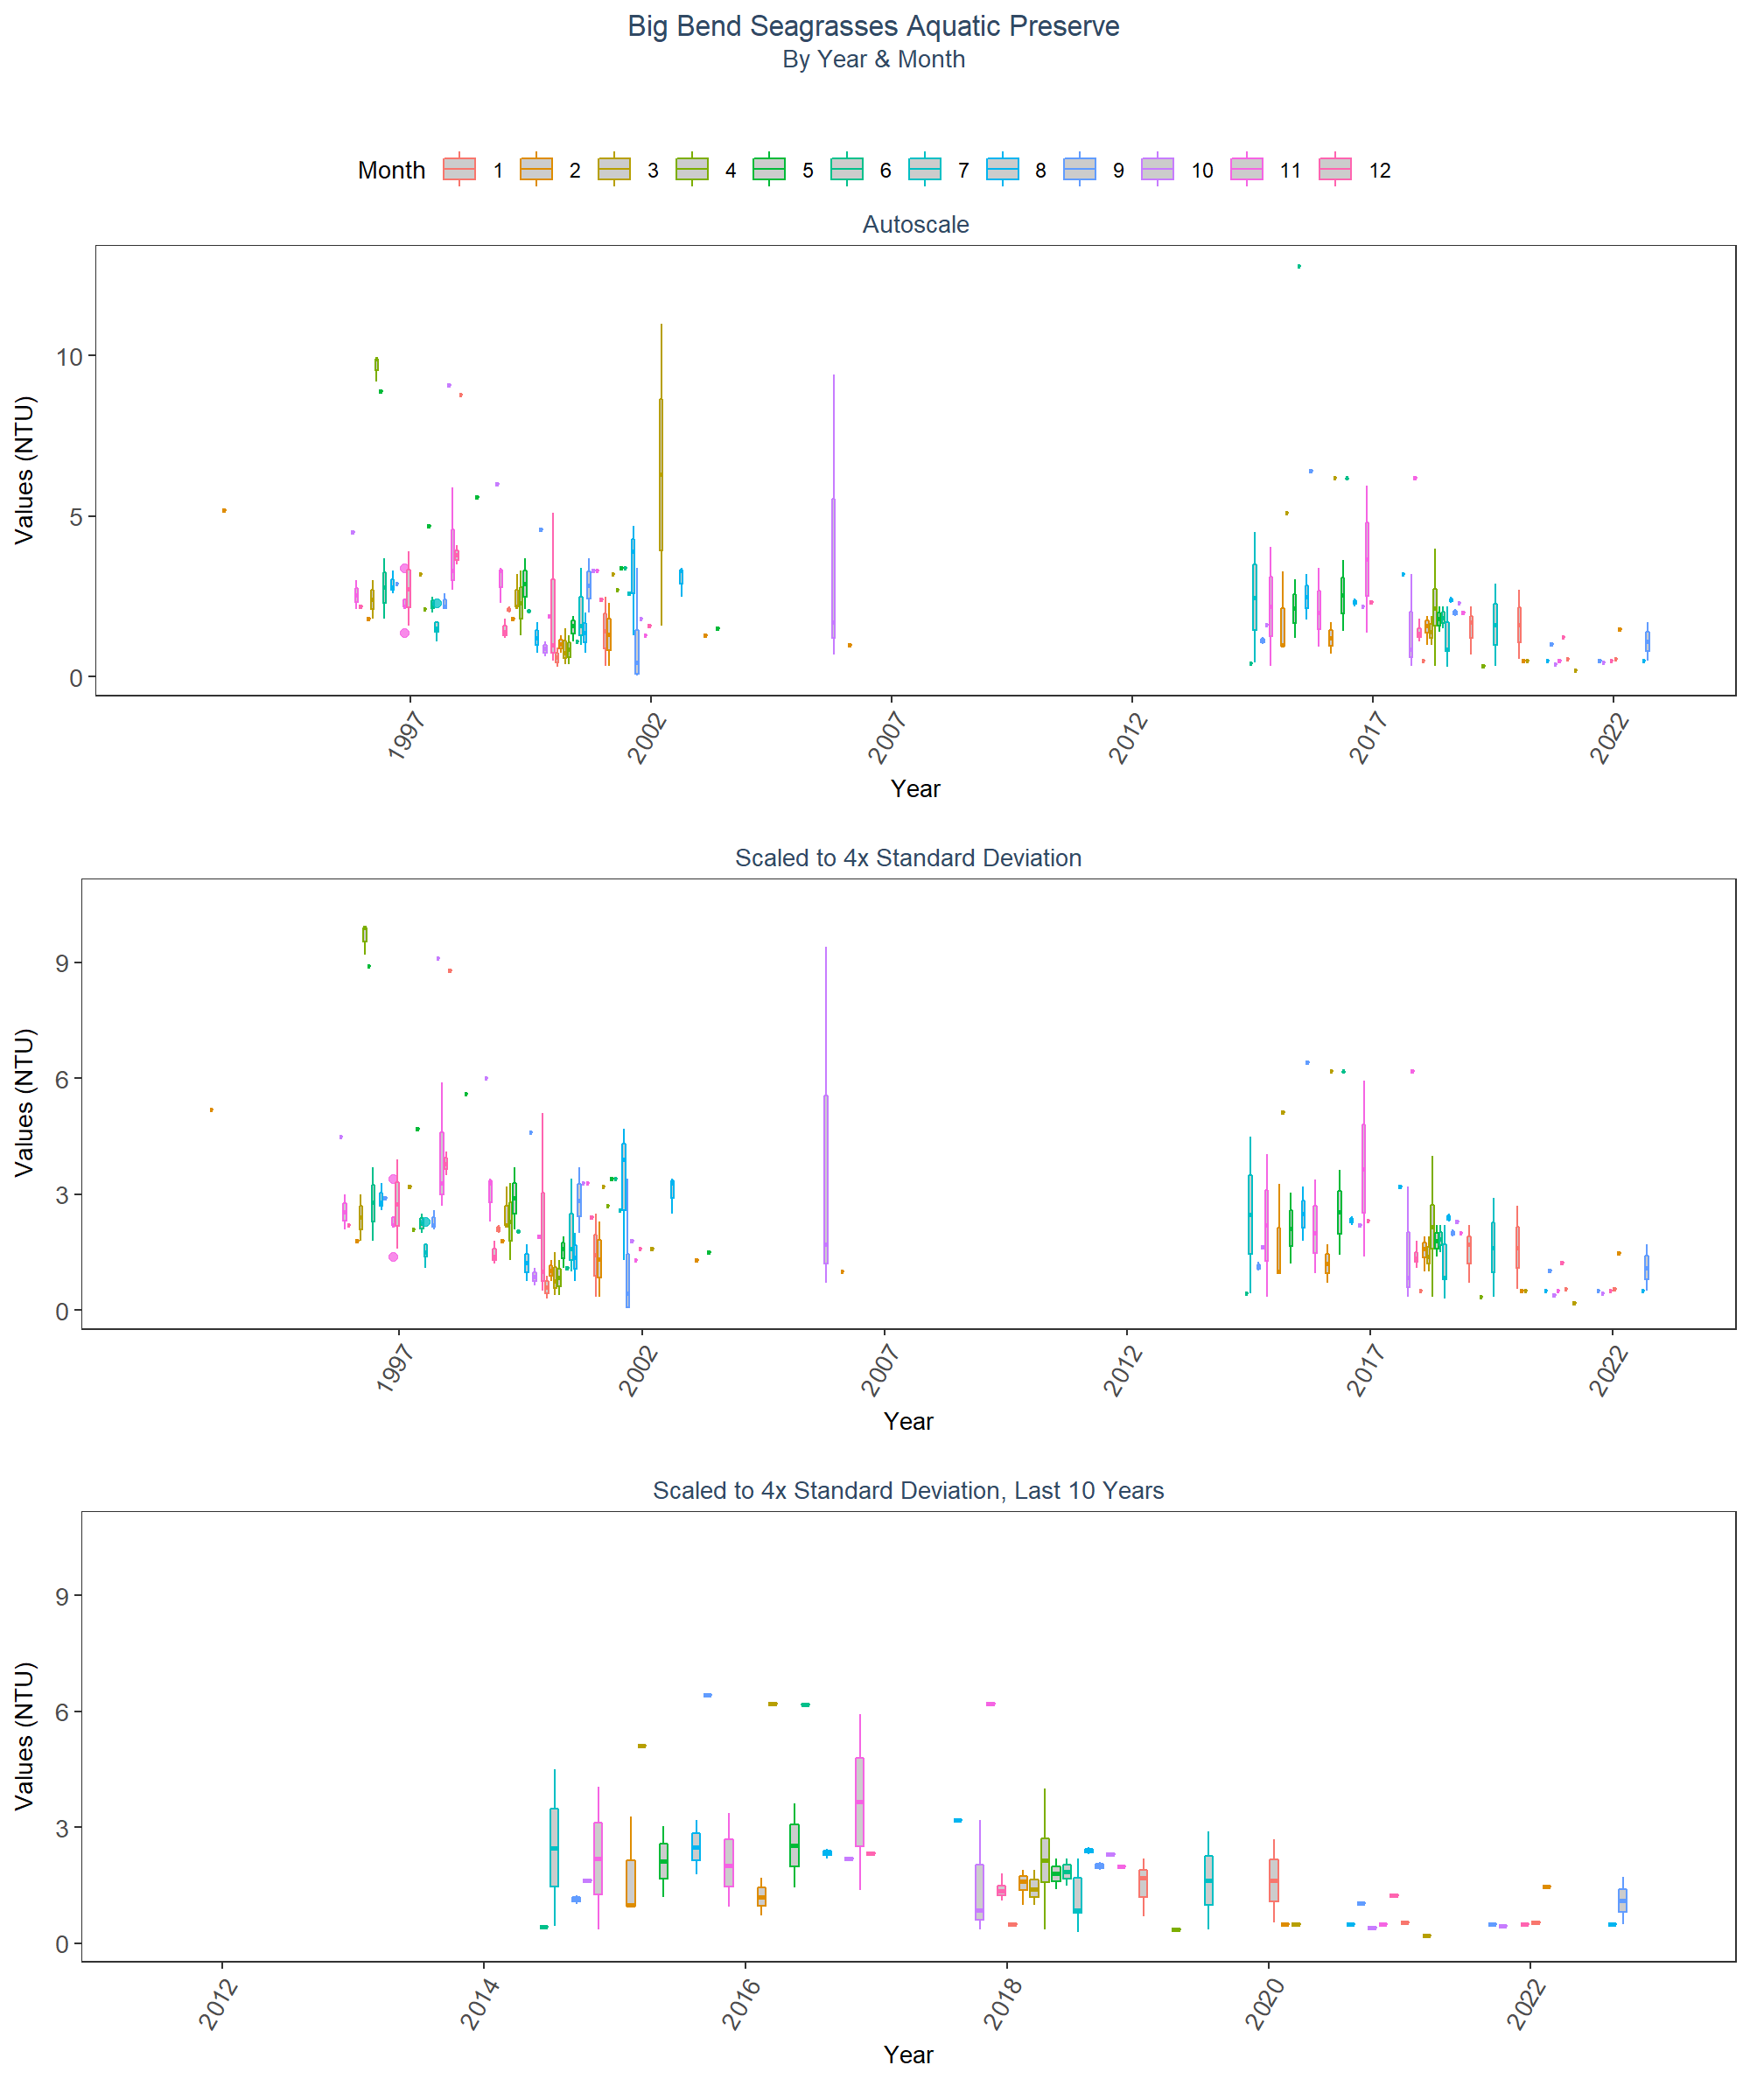 Big Bend Seagrasses Aquatic Preserve
By Year & Month
Month 1 2 3 4 5 6 7 8 9 10 11 12
Autoscale
Values (NTU)
10
5
0
1997 2002 2007 2012 2017 2022
Year
Scaled to 4x Standard Deviation
Values (NTU)
9
6
3
0
1997 2002 2007 2012 2017 2022
Year
Scaled to 4x Standard Deviation, Last 10 Years
Values (NTU)
9
6
3
0
2012 2014 2016 2018 2020 2022
Year